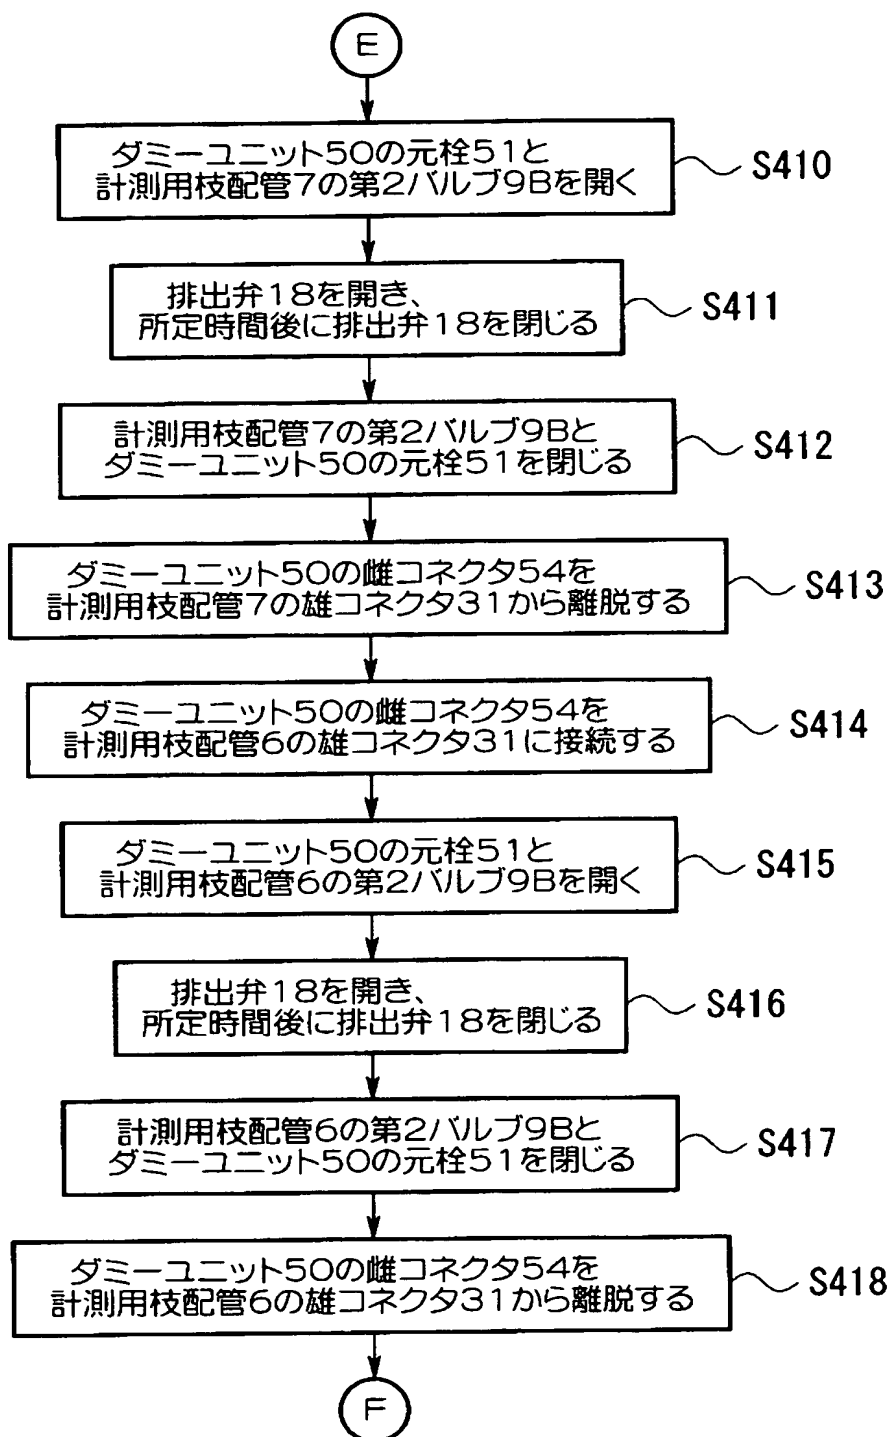 E
ダミーユニット50の元栓51と
計測用枝配管7の第2バルブ9Bを開く
S410
排出弁18を開き、
所定時間後に排出弁18を閉じる
S411
計測用枝配管7の第2バルブ9Bと
ダミーユニット50の元栓51を閉じる
S412
ダミーユニット50の雌コネクタ54を
計測用枝配管7の雄コネクタ31から離脱する
S413
ダミーユニット50の雌コネクタ54を
計測用枝配管6の雄コネクタ31に接続する
S414
ダミーユニット50の元栓51と
計測用枝配管6の第2バルブ9Bを開く
S415
排出弁18を開き、
所定時間後に排出弁18を閉じる
S416
計測用枝配管6の第2バルブ9Bと
ダミーユニット50の元栓51を閉じる
S417
ダミーユニット50の雌コネクタ54を
計測用枝配管6の雄コネクタ31から離脱する
S418
F